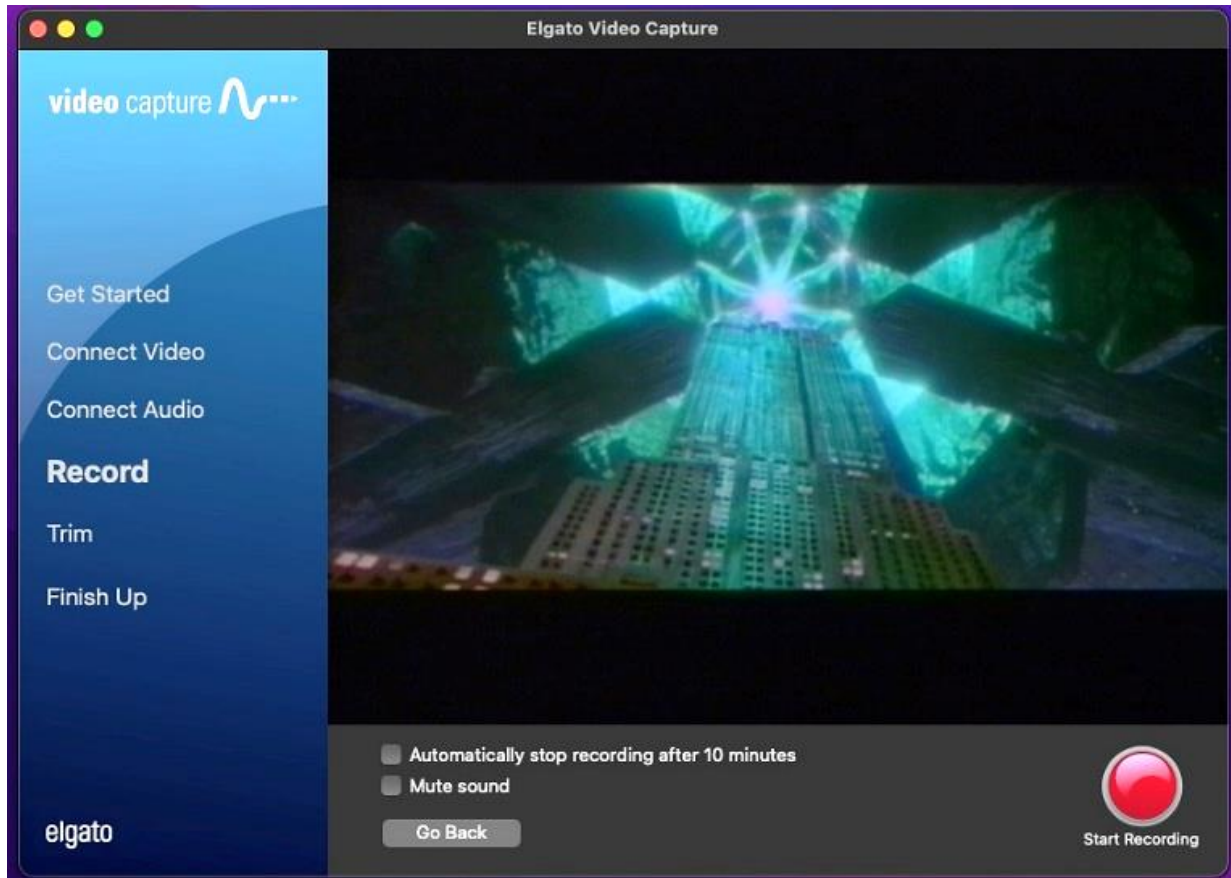 Elgato Video Capture
video capture
Get Started
Connect Video
Connect Audio
Record
Trim
Finish Up
elgato
Automatically stop recording after 10 minutes
Mute sound
Go Back
Start Recording